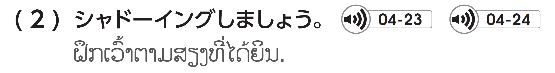 (2) シャドーイングしましょう。 04-23 04-24
ຝຶກເວົ້າຕາມສຽງທີ່ໄດ້ຍິນ.